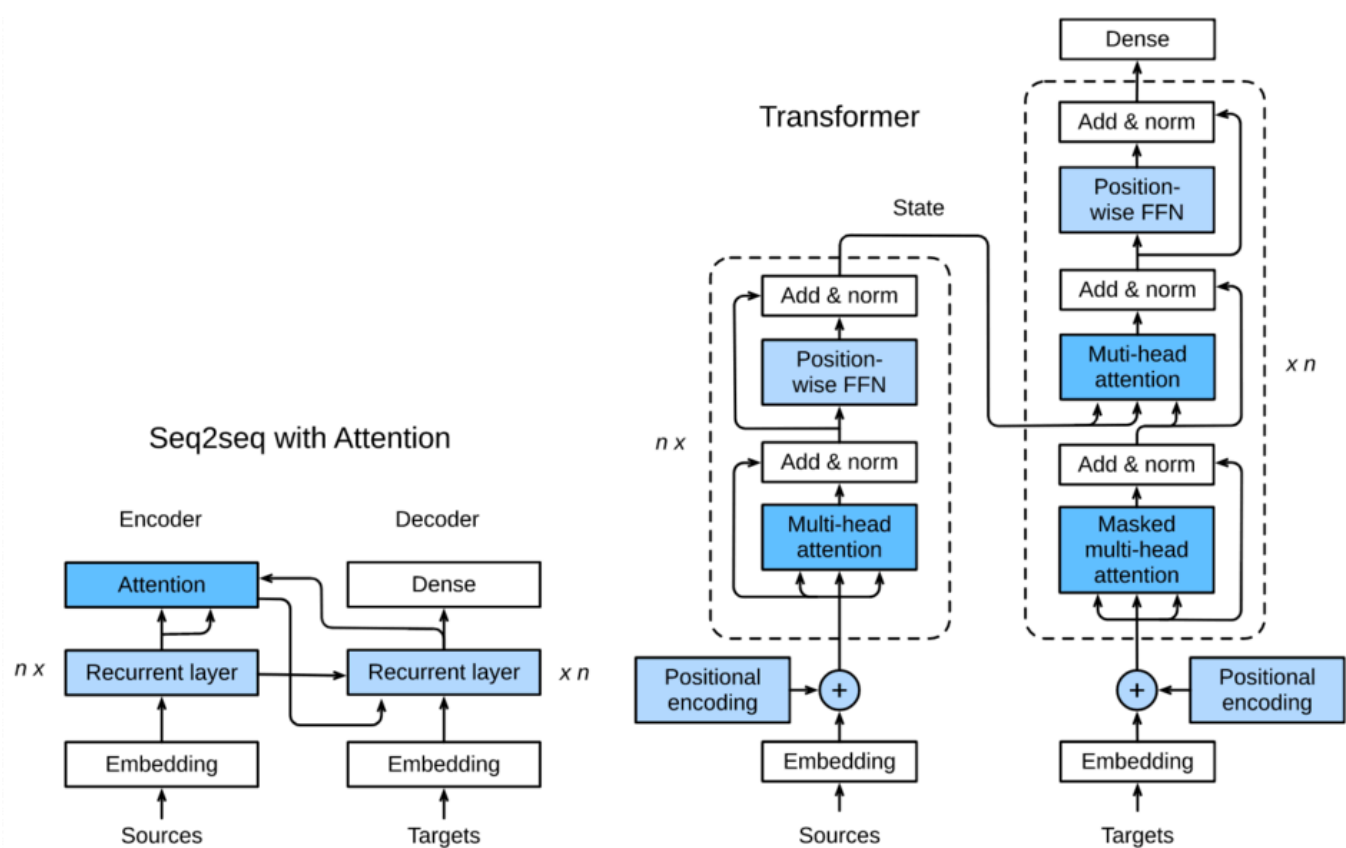 Seq2seq with Attention
Encoder
Decoder
Attention
Dense
n x
Recurrent layer
Recurrent layer
x n
Embedding
Embedding
Sources
Targets
Transformer
State
n x
Add & norm
Position-
wise FFN
Add & norm
Multi-head
attention
Positional
encoding
+
Embedding
Sources
Dense
Add & norm
Position-
wise FFN
Add & norm
Muti-head
attention
x n
Add & norm
Masked
multi-head
attention
+
Positional
encoding
Embedding
Targets